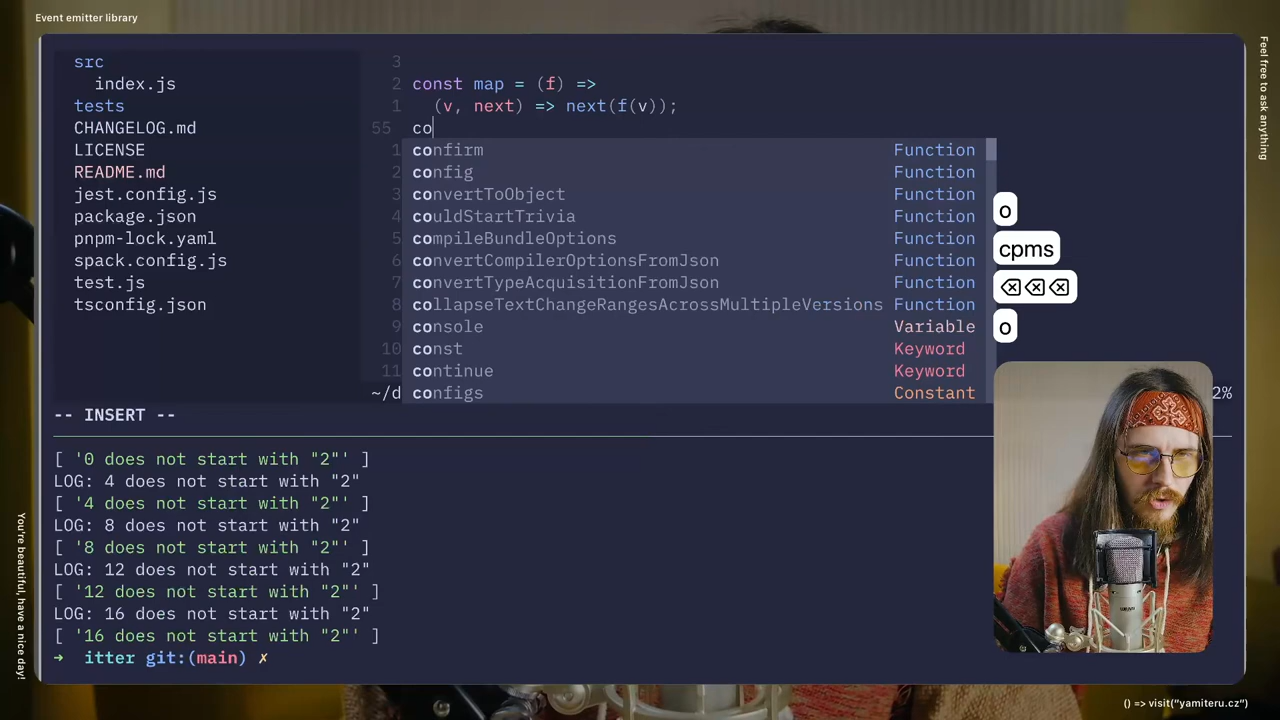 Event emitter library
Feel free to ask anything
You're beautiful, have a nice day!
src
index.js
tests
CHANGELOG.md
LICENSE
README.md
jest.config.js
package.json
pnpm-lock.yaml
spack.config.js
test.js
tsconfig.json
3
2 const map = (f) =>
1 (v, next) => next(f(v));
55 co
1 confirm Function
2 config Function
3 convertToObject Function
4 couldStartTrivia Function
5 compileBundleOptions Function
6 convertCompilerOptionsFromJson Function
7 convertTypeAcquisitionFromJson Function
8 collapseTextChangeRangesAcrossMultipleVersions Function
9 console Variable
10 const Keyword
11 continue Keyword
~/d configs Constant 2%
o
cpms
⌫⌫⌫
o
-- INSERT --
[ '0 does not start with "2"' ]
LOG: 4 does not start with "2"
[ '4 does not start with "2"' ]
LOG: 8 does not start with "2"
[ '8 does not start with "2"' ]
LOG: 12 does not start with "2"
[ '12 does not start with "2"' ]
LOG: 16 does not start with "2"
[ '16 does not start with "2"' ]
➜ itter git:(main) ✗
() => visit("yamiteru.cz")